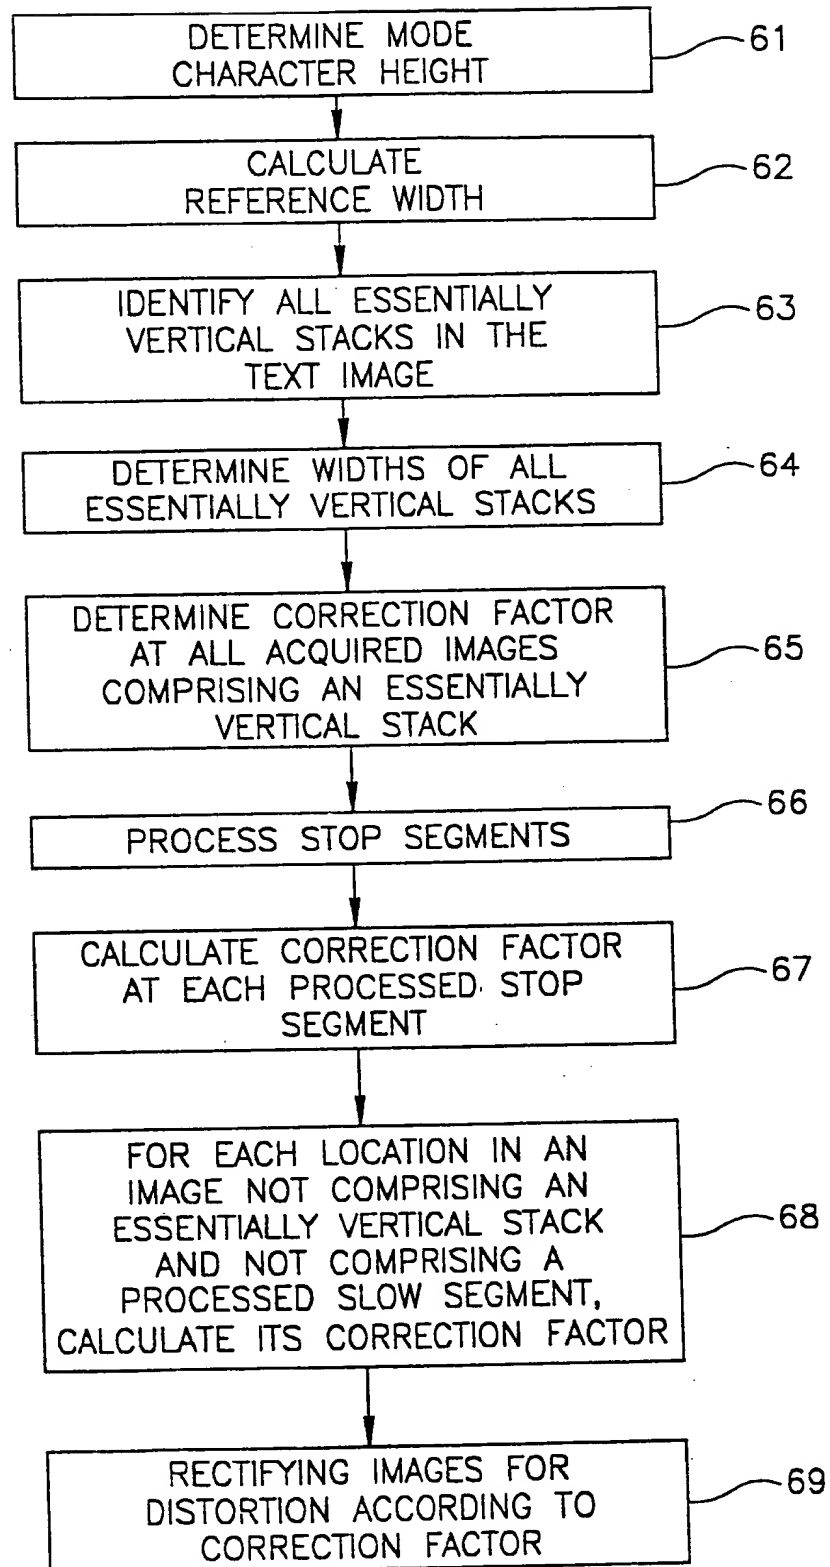 DETERMINE MODE
CHARACTER HEIGHT
61
CALCULATE
REFERENCE WIDTH
62
IDENTIFY ALL ESSENTIALLY
VERTICAL STACKS IN THE
TEXT IMAGE
63
DETERMINE WIDTHS OF ALL
ESSENTIALLY VERTICAL STACKS
64
DETERMINE CORRECTION FACTOR
AT ALL ACQUIRED IMAGES
COMPRISING AN ESSENTIALLY
VERTICAL STACK
65
PROCESS STOP SEGMENTS
66
CALCULATE CORRECTION FACTOR
AT EACH PROCESSED STOP
SEGMENT
67
FOR EACH LOCATION IN AN
IMAGE NOT COMPRISING AN
ESSENTIALLY VERTICAL STACK
AND NOT COMPRISING A
PROCESSED SLOW SEGMENT,
CALCULATE ITS CORRECTION FACTOR
68
RECTIFYING IMAGES FOR
DISTORTION ACCORDING TO
CORRECTION FACTOR
69